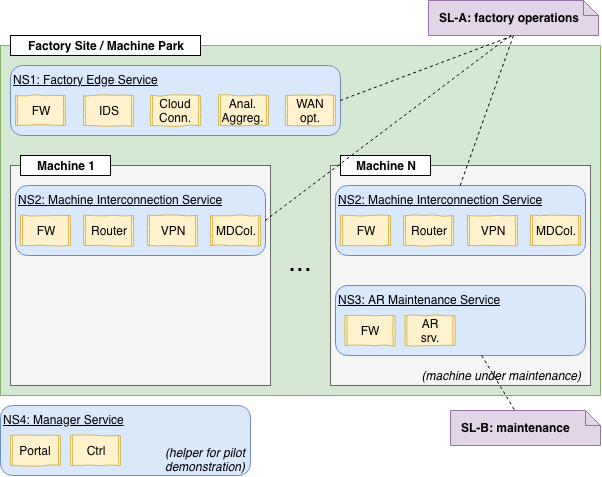 SL-A: factory operations
Factory Site / Machine Park
NS1: Factory Edge Service
FW
IDS
Cloud
Conn.
Anal.
Aggreg.
WAN
opt.
Machine 1
NS2: Machine Interconnection Service
FW
Router
VPN
MDCol.
...
Machine N
NS2: Machine Interconnection Service
FW
Router
VPN
MDCol.
NS3: AR Maintenance Service
FW
AR
srv.
(machine under maintenance)
NS4: Manager Service
Portal
Ctrl
(helper for pilot
demonstration)
SL-B: maintenance